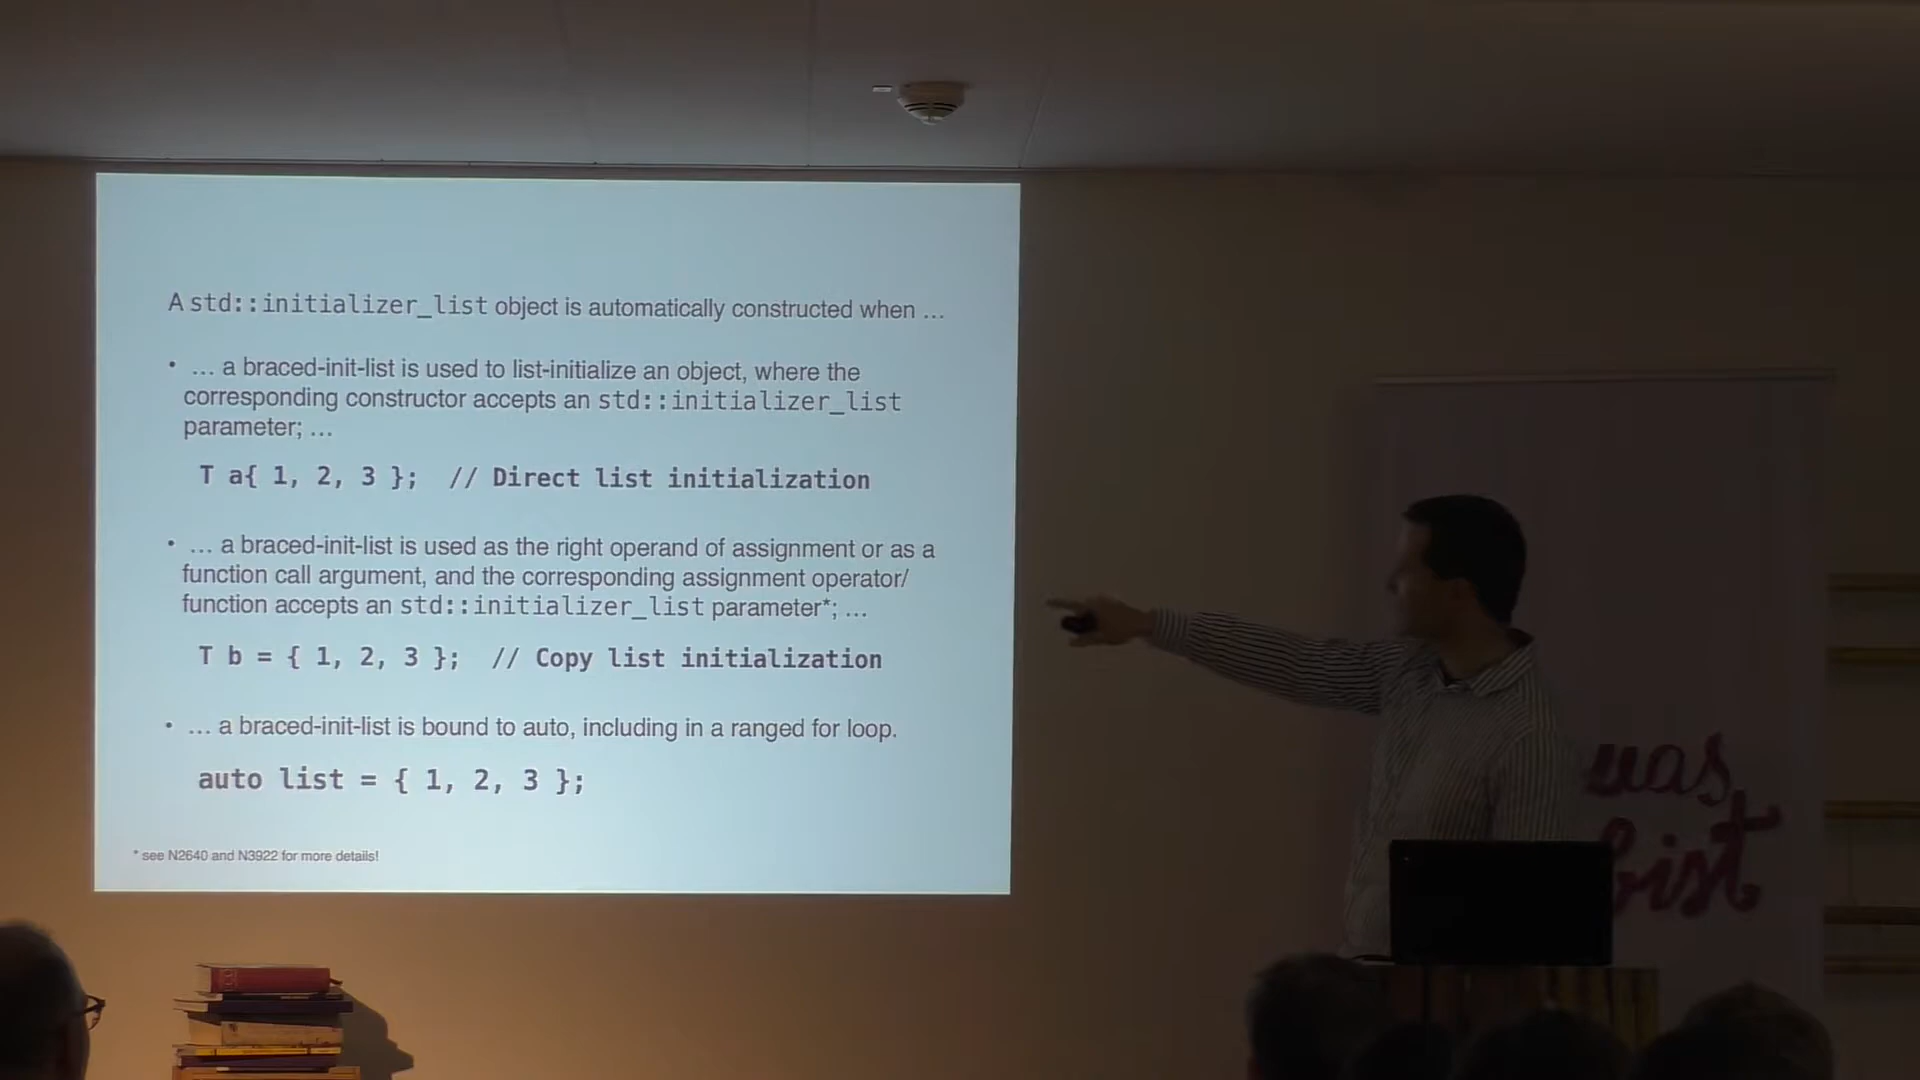 A std::initializer_list object is automatically constructed when …
• … a braced-init-list is used to list-initialize an object, where the
corresponding constructor accepts an std::initializer_list
parameter; …
T a{ 1, 2, 3 };  // Direct list initialization
• … a braced-init-list is used as the right operand of assignment or as a
function call argument, and the corresponding assignment operator/
function accepts an std::initializer_list parameter*; …
T b = { 1, 2, 3 };  // Copy list initialization
• … a braced-init-list is bound to auto, including in a ranged for loop.
auto list = { 1, 2, 3 };
* see N2640 and N3922 for more details!
uas